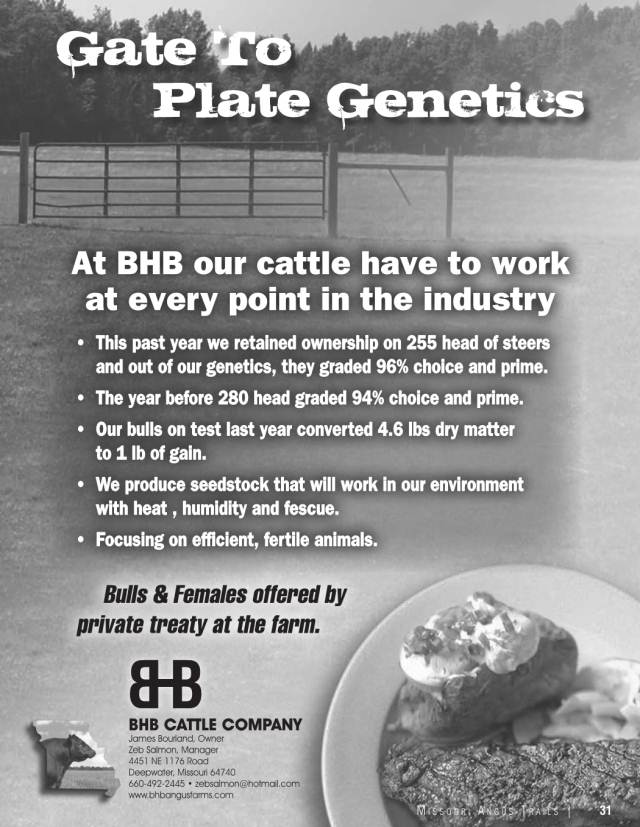 Gate To
Plate Genetics
At BHB our cattle have to work
at every point in the industry
• This past year we retained ownership on 255 head of steers
and out of our genetics, they graded 96% choice and prime.
• The year before 280 head graded 94% choice and prime.
• Our bulls on test last year converted 4.6 lbs dry matter
to 1 lb of gain.
• We produce seedstock that will work in our environment
with heat , humidity and fescue.
• Focusing on efficient, fertile animals.
Bulls & Females offered by
private treaty at the farm.
BHB
BHB CATTLE COMPANY
James Bourland, Owner
Zeb Salmon, Manager
4451 NE 1176 Road
Deepwater, Missouri 64740
660-492-2445 • zebsalmon@hotmail.com
www.bhbangusfarms.com
MISSOURI ANGUS TRAILS | 31